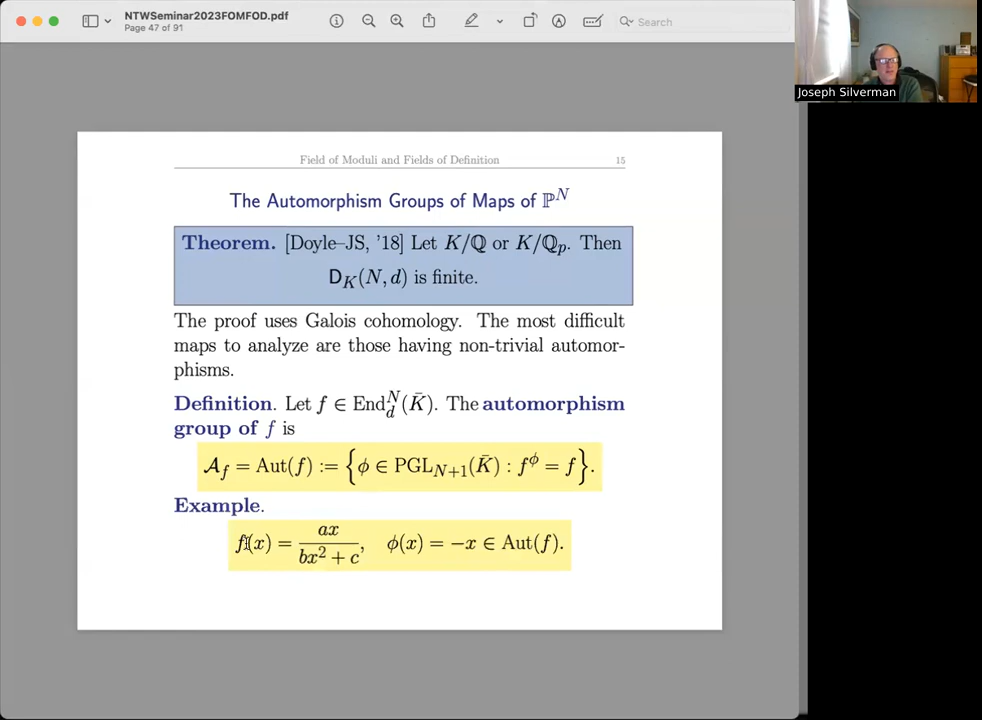 NTWSeminar2023FOMFOD.pdf
Page 47 of 91
Search
Joseph Silverman
Field of Moduli and Fields of Definition 15
The Automorphism Groups of Maps of ℙᴺ
Theorem. [Doyle–JS, '18] Let K/ℚ or K/ℚₚ. Then
D_K(N, d) is finite.
The proof uses Galois cohomology. The most difficult
maps to analyze are those having non-trivial automor-
phisms.
Definition. Let f ∈ End_d^N(K̄). The automorphism
group of f is
𝒜_f = Aut(f) := {ϕ ∈ PGL_{N+1}(K̄) : f^ϕ = f}.
Example.
f(x) = ax / (bx² + c), ϕ(x) = −x ∈ Aut(f).